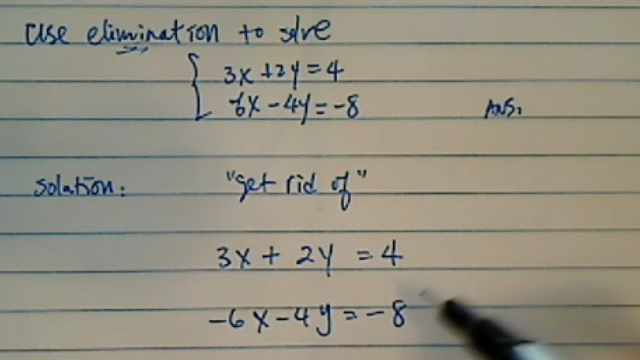 Use elimination to solve
3x + 2y = 4
-6x - 4y = -8
Ans.
Solation:
"get rid of"
3x + 2y = 4
-6x - 4y = -8